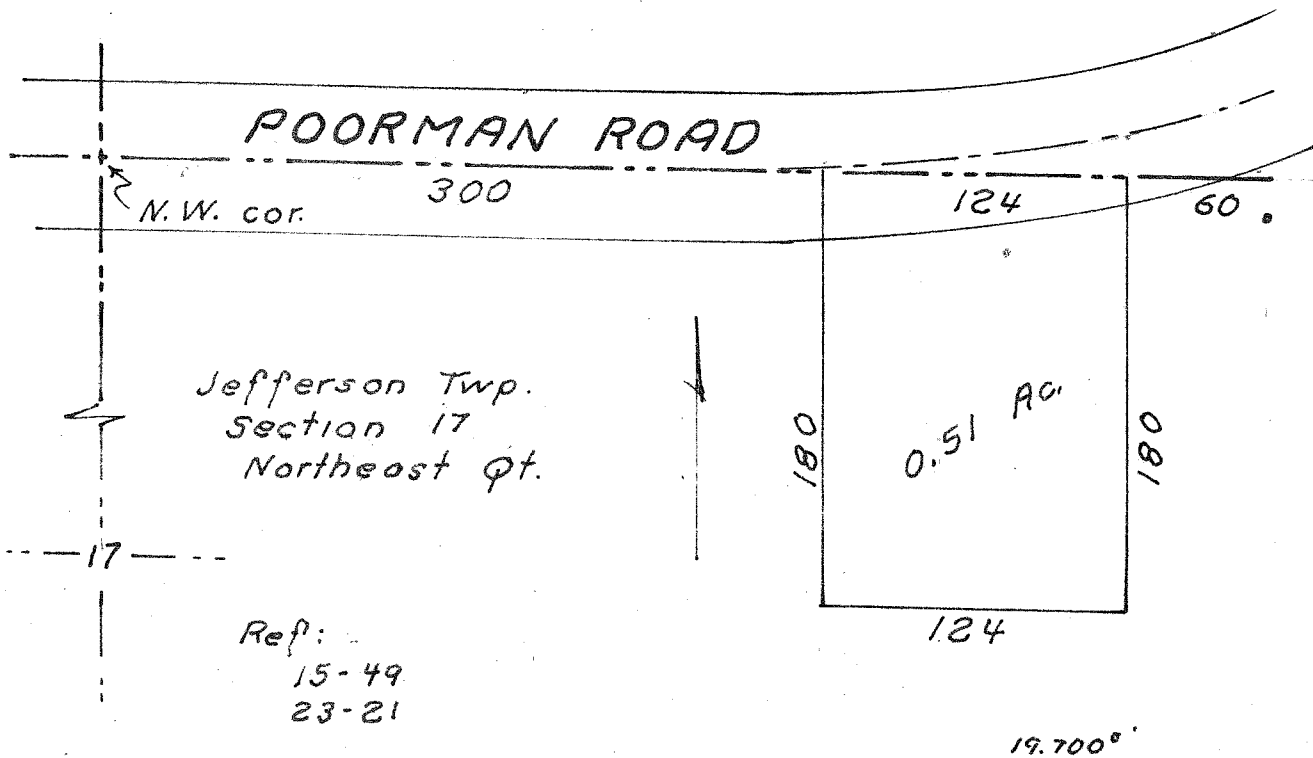 POORMAN ROAD
300
124
60
N.W. cor.
Jefferson Twp.
Section 17
Northeast Qt.
180
0.51 Ac.
180
17
124
Ref:
15-49
23-21
19.700